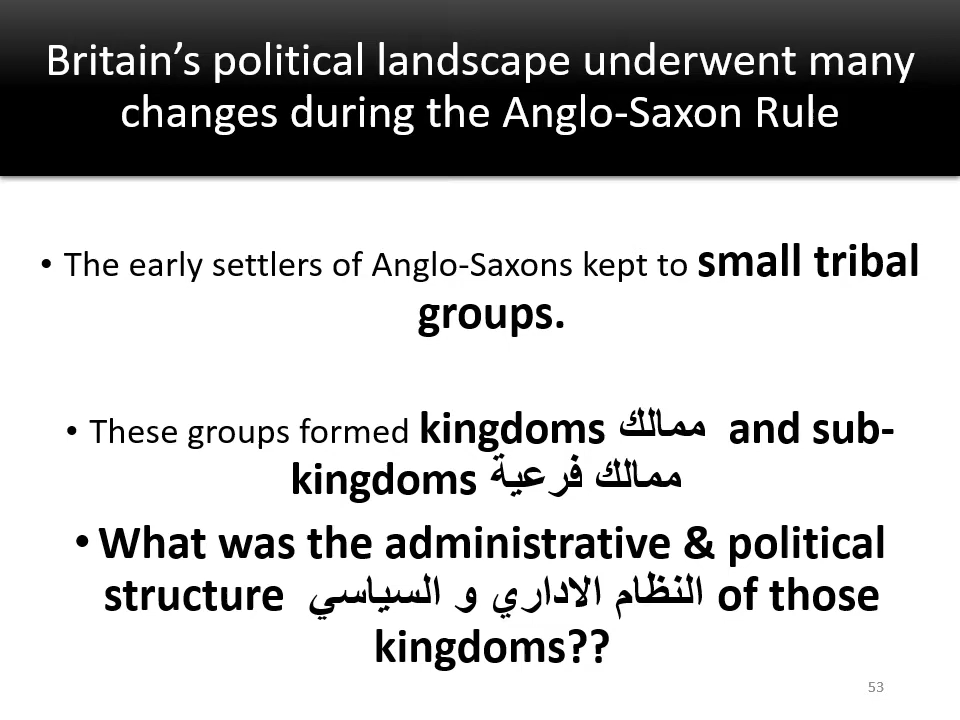 Britain’s political landscape underwent many
changes during the Anglo-Saxon Rule
• The early settlers of Anglo-Saxons kept to small tribal
groups.
• These groups formed kingdoms ممالك and sub-
kingdoms ممالك فرعية
• What was the administrative & political
structure النظام الاداري و السياسي of those
kingdoms??
53